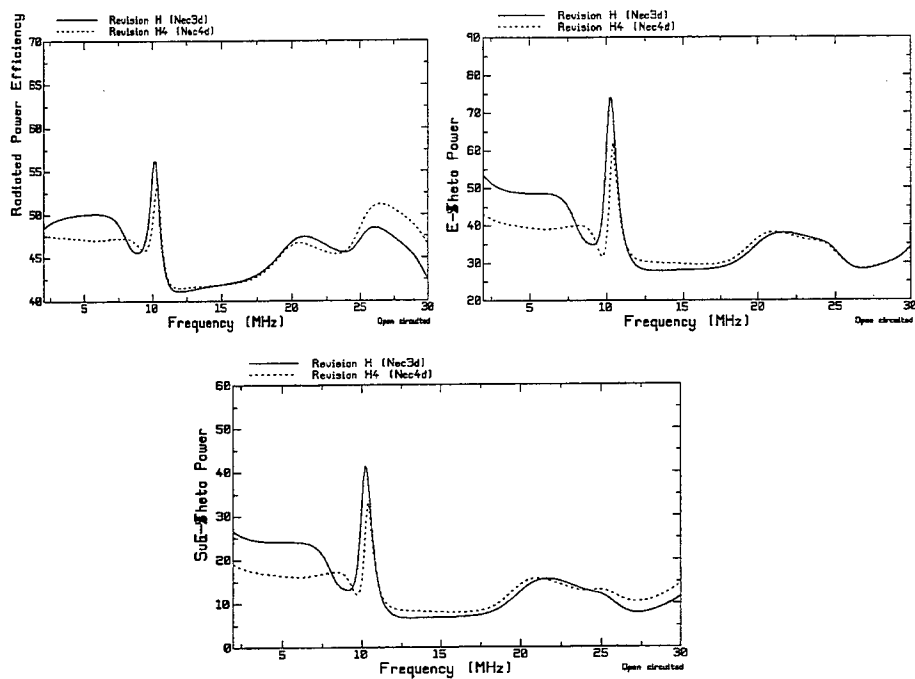 Revision H (Nec3d)
Revision H4 (Nec4d)
Radiated Power Efficiency
70
65
60
55
50
45
40
5 10 15 20 25 30
Frequency (MHz)
Open circuited
Revision H (Nec3d)
Revision H4 (Nec4d)
E-%heta Power
90
80
70
60
50
40
30
20
5 10 15 20 25 30
Frequency (MHz)
Open circuited
Revision H (Nec3d)
Revision H4 (Nec4d)
Power
60
50
40
30
20
10
0
5 10 15 20 25 30
Frequency (MHz)
Open circuited